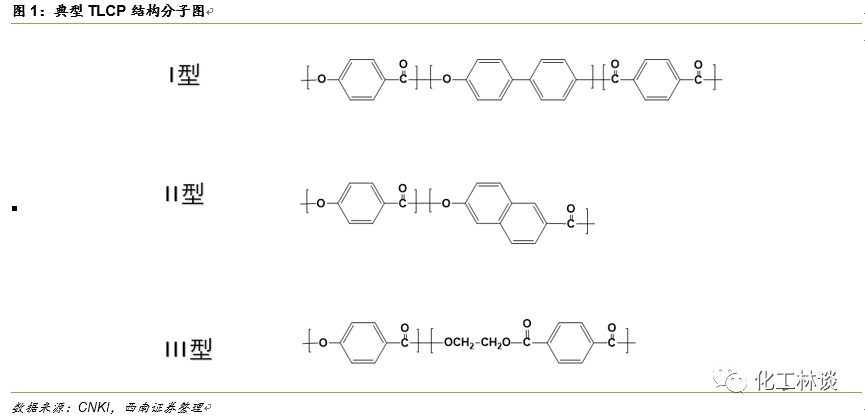 图 1：典型 TLCP 结构分子图↵
I型
O C O O C O C O
II型
O C O O C O
III型
O C O OCH2-CH2O C O C O
化工林谈
数据来源：CNKI，西南证券整理↵